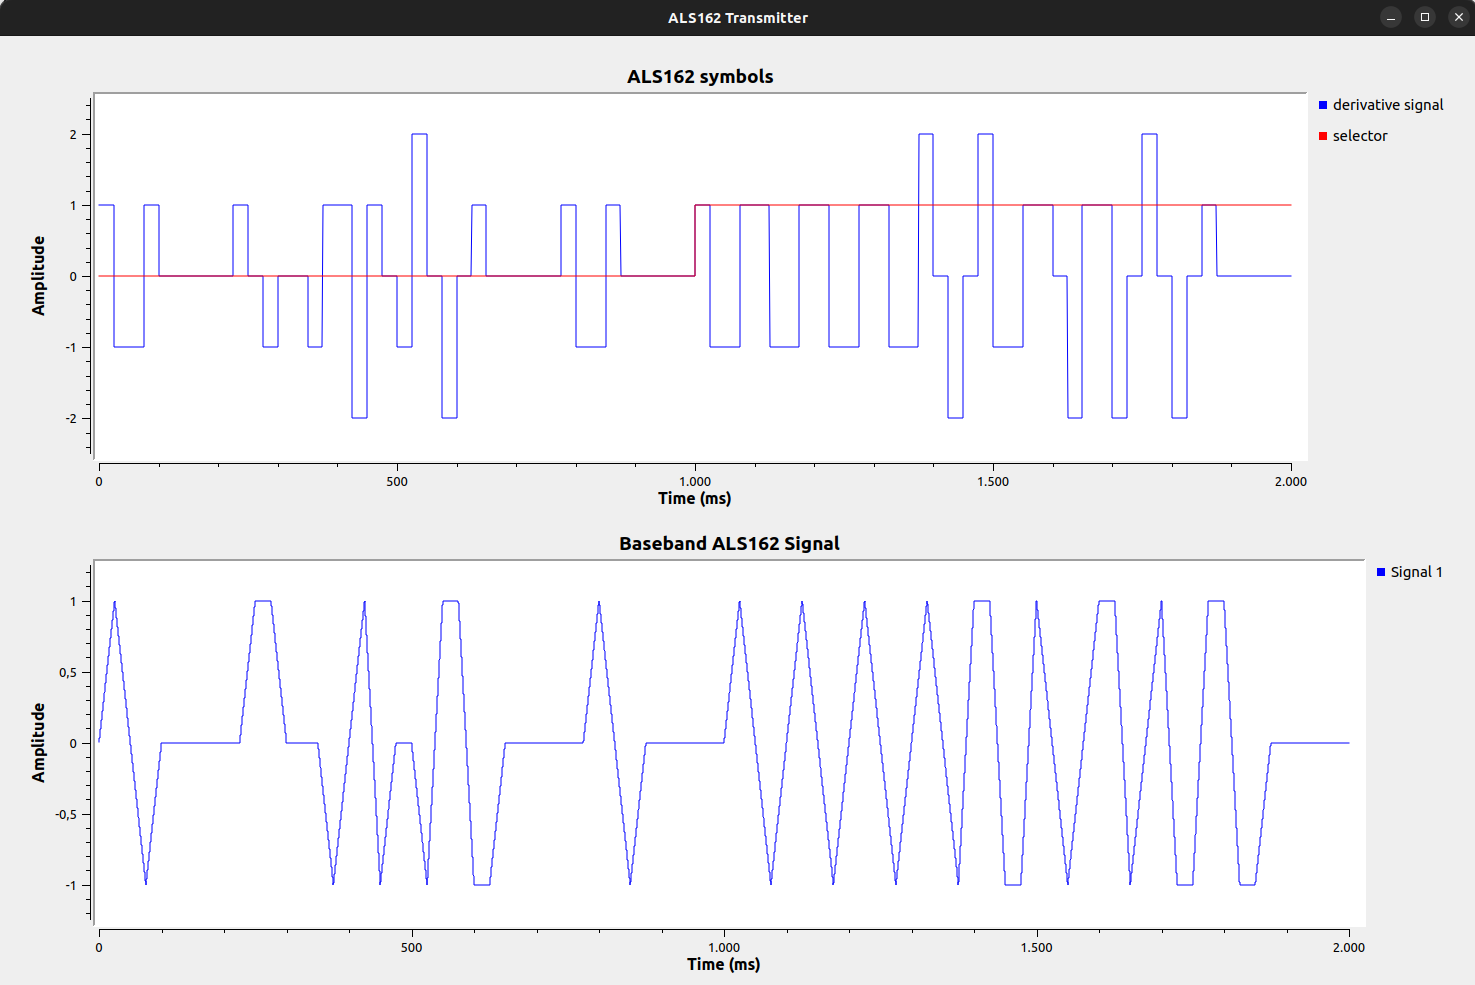 ALS162 Transmitter
ALS162 symbols
derivative signal
selector
Amplitude
2
1
0
-1
-2
0 500 1.000 1.500 2.000
Time (ms)
Baseband ALS162 Signal
Signal 1
Amplitude
1
0,5
0
-0,5
-1
0 500 1.000 1.500 2.000
Time (ms)